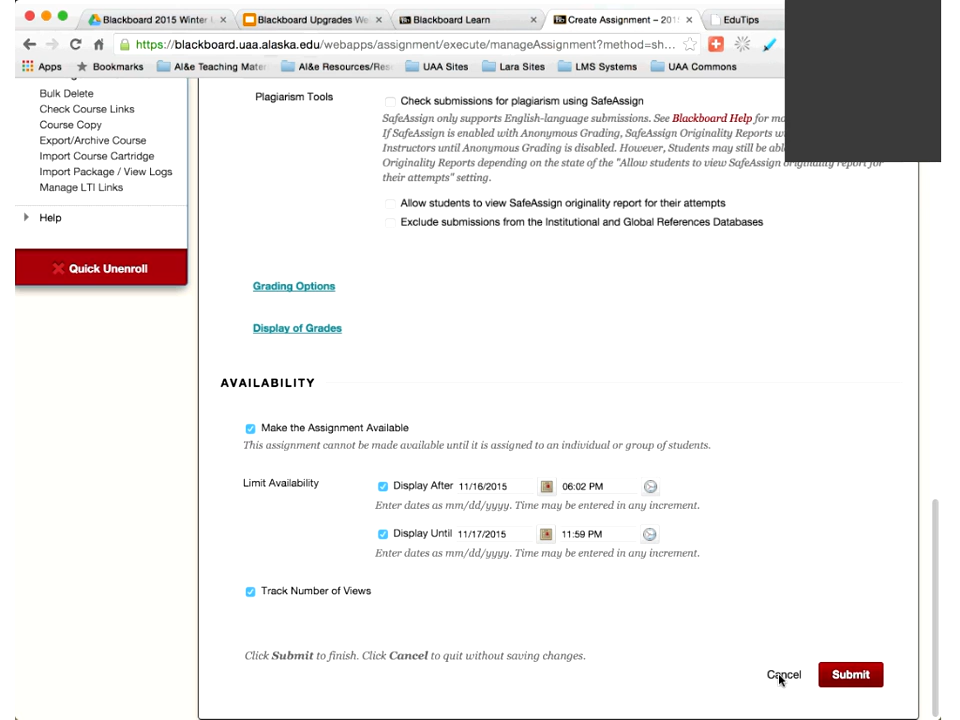 Blackboard 2015 Winter
Blackboard Upgrades We
Blackboard Learn
Create Assignment – 201
EduTips
https://blackboard.uaa.alaska.edu/webapps/assignment/execute/manageAssignment?method=sh...
Apps
Bookmarks
AI&e Teaching Mater
AI&e Resources/Res
UAA Sites
Lara Sites
LMS Systems
UAA Commons
Bulk Delete
Check Course Links
Course Copy
Export/Archive Course
Import Course Cartridge
Import Package / View Logs
Manage LTI Links
Help
Quick Unenroll
Plagiarism Tools
Check submissions for plagiarism using SafeAssign
SafeAssign only supports English-language submissions. See Blackboard Help for mo
If SafeAssign is enabled with Anonymous Grading, SafeAssign Originality Reports w
Instructors until Anonymous Grading is disabled. However, Students may still be abl
Originality Reports depending on the state of the "Allow students to view SafeAssign originality report for
their attempts" setting.
Allow students to view SafeAssign originality report for their attempts
Exclude submissions from the Institutional and Global References Databases
Grading Options
Display of Grades
AVAILABILITY
Make the Assignment Available
This assignment cannot be made available until it is assigned to an individual or group of students.
Limit Availability
Display After 11/16/2015 06:02 PM
Enter dates as mm/dd/yyyy. Time may be entered in any increment.
Display Until 11/17/2015 11:59 PM
Enter dates as mm/dd/yyyy. Time may be entered in any increment.
Track Number of Views
Click Submit to finish. Click Cancel to quit without saving changes.
Cancel
Submit